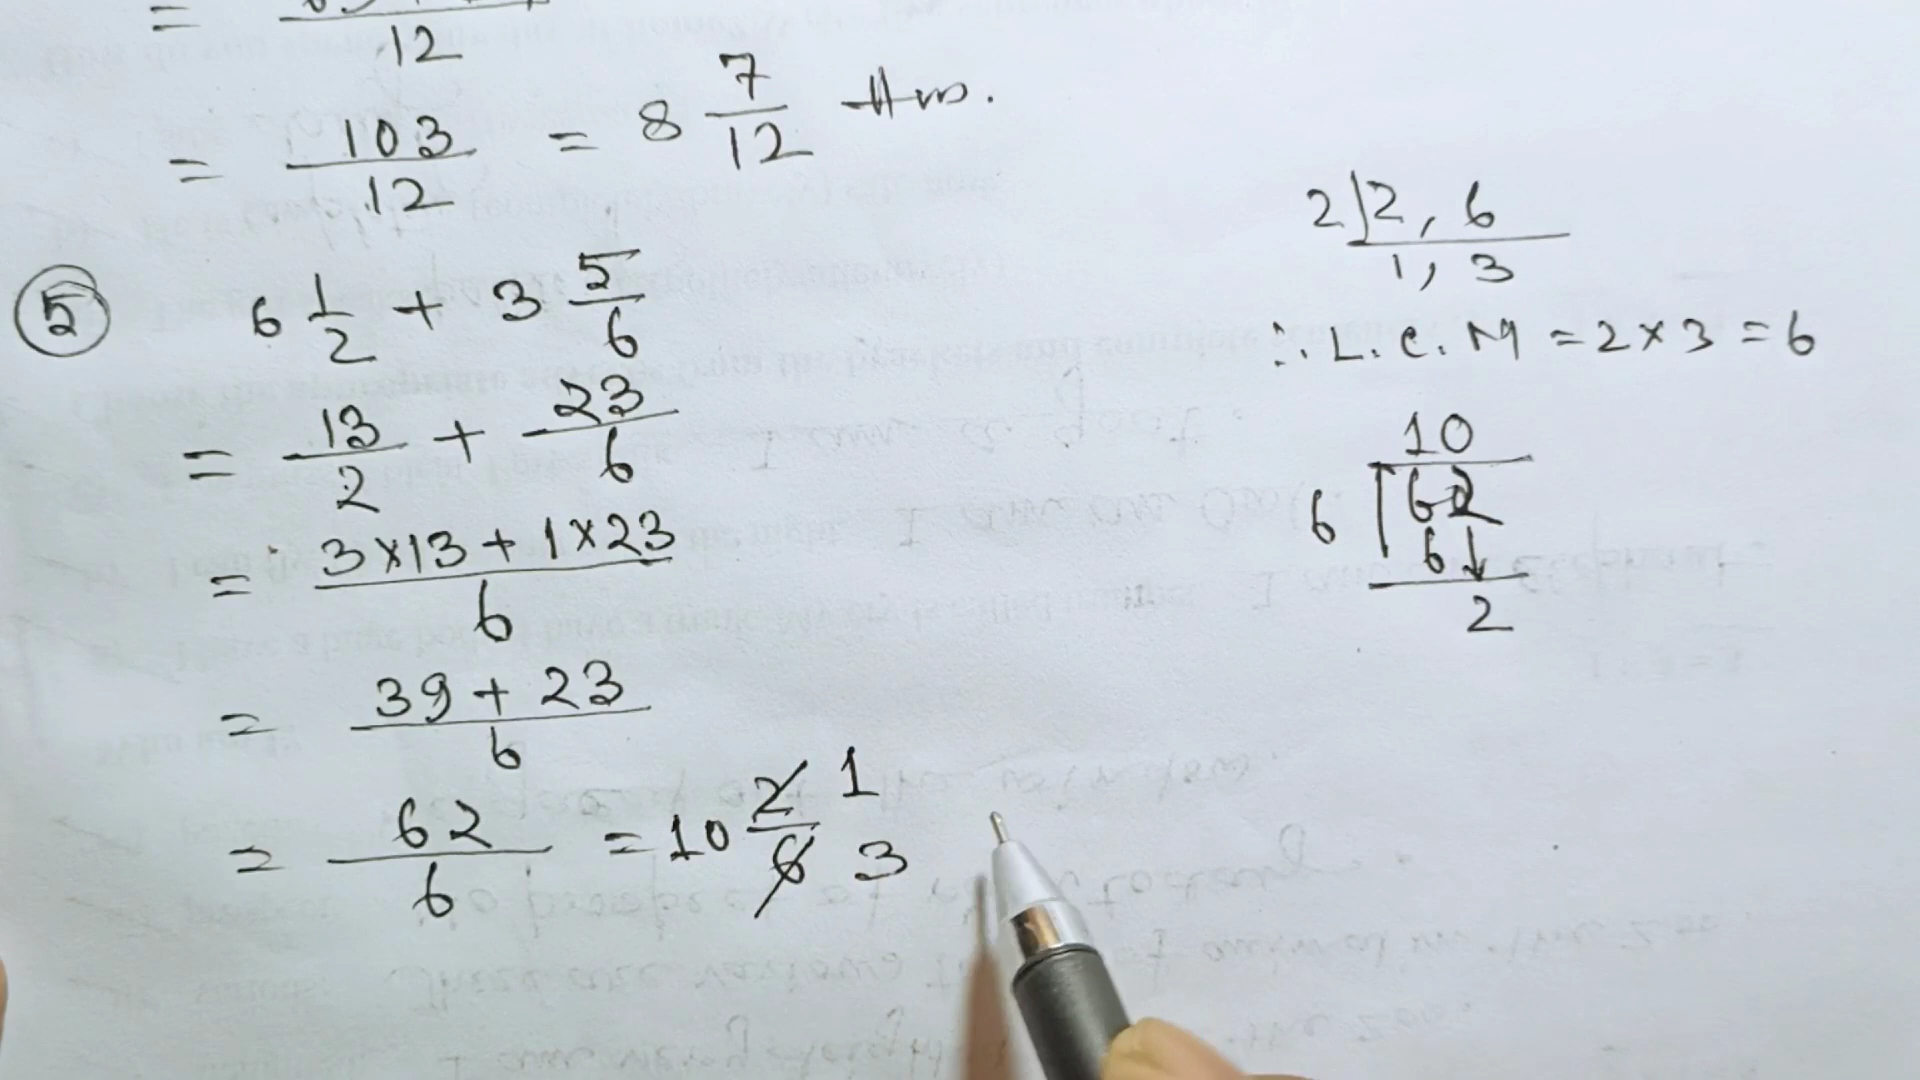 12
= 103/12 = 8 7/12 Ans.
(5) 6 1/2 + 3 5/6
= 13/2 + 23/6
= (3×13 + 1×23)/6
= (39 + 23)/6
= 62/6 = 10 2/6 1 3
2|2, 6
1, 3
∴ L.C.M = 2×3 = 6
10
6 62
6↓
2